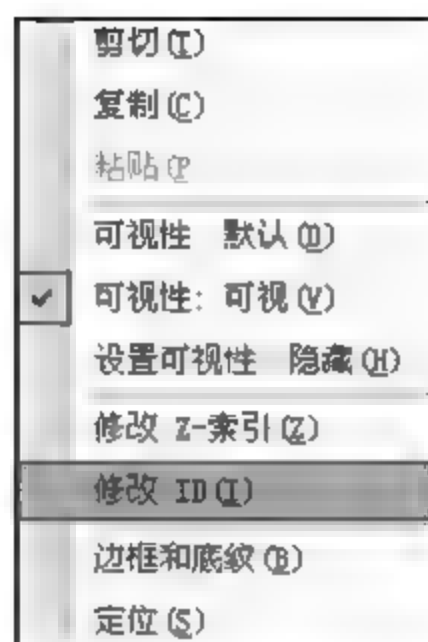 剪切(T)
复制(C)
粘贴(P
可视性 默认(D)
可视性: 可视(V)
设置可视性 隐藏(H)
修改 Z-索引(Z)
修改 ID(I)
边框和底纹(B)
定位(S)